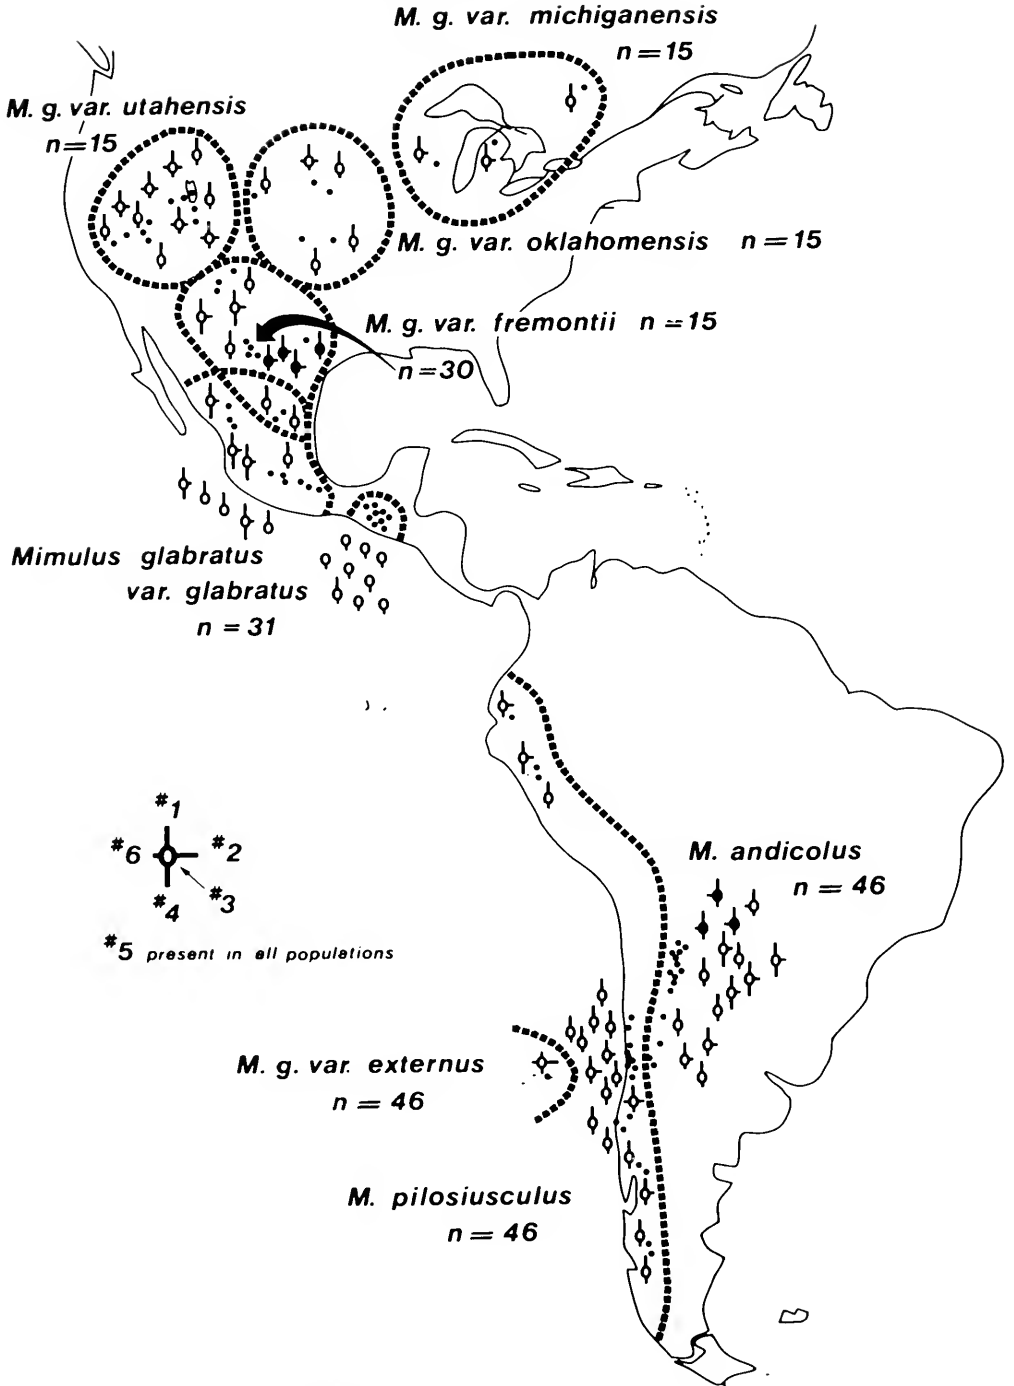 M. g. var. michiganensis
n=15
M. g. var. utahensis
n=15
M. g. var. oklahomensis n=15
M. g. var. fremontii n=15
n=30
Mimulus glabratus
var. glabratus
n = 31
#1
#6 #2
#3
#4
#5 present in all populations
M. andicolus
n = 46
M. g. var. externus
n = 46
M. pilosiusculus
n = 46